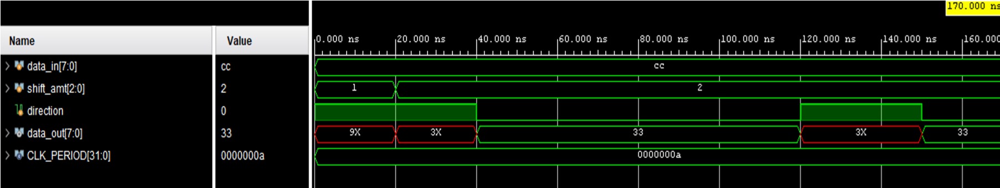 170.000 ns
Name Value 0.000 ns 20.000 ns 40.000 ns 60.000 ns 80.000 ns 100.000 ns 120.000 ns 140.000 ns 160.000
data_in[7:0] cc cc
shift_amt[2:0] 2 1 2
direction 0
data_out[7:0] 33 9X 3X 33 3X 33
CLK_PERIOD[31:0] 0000000a 0000000a